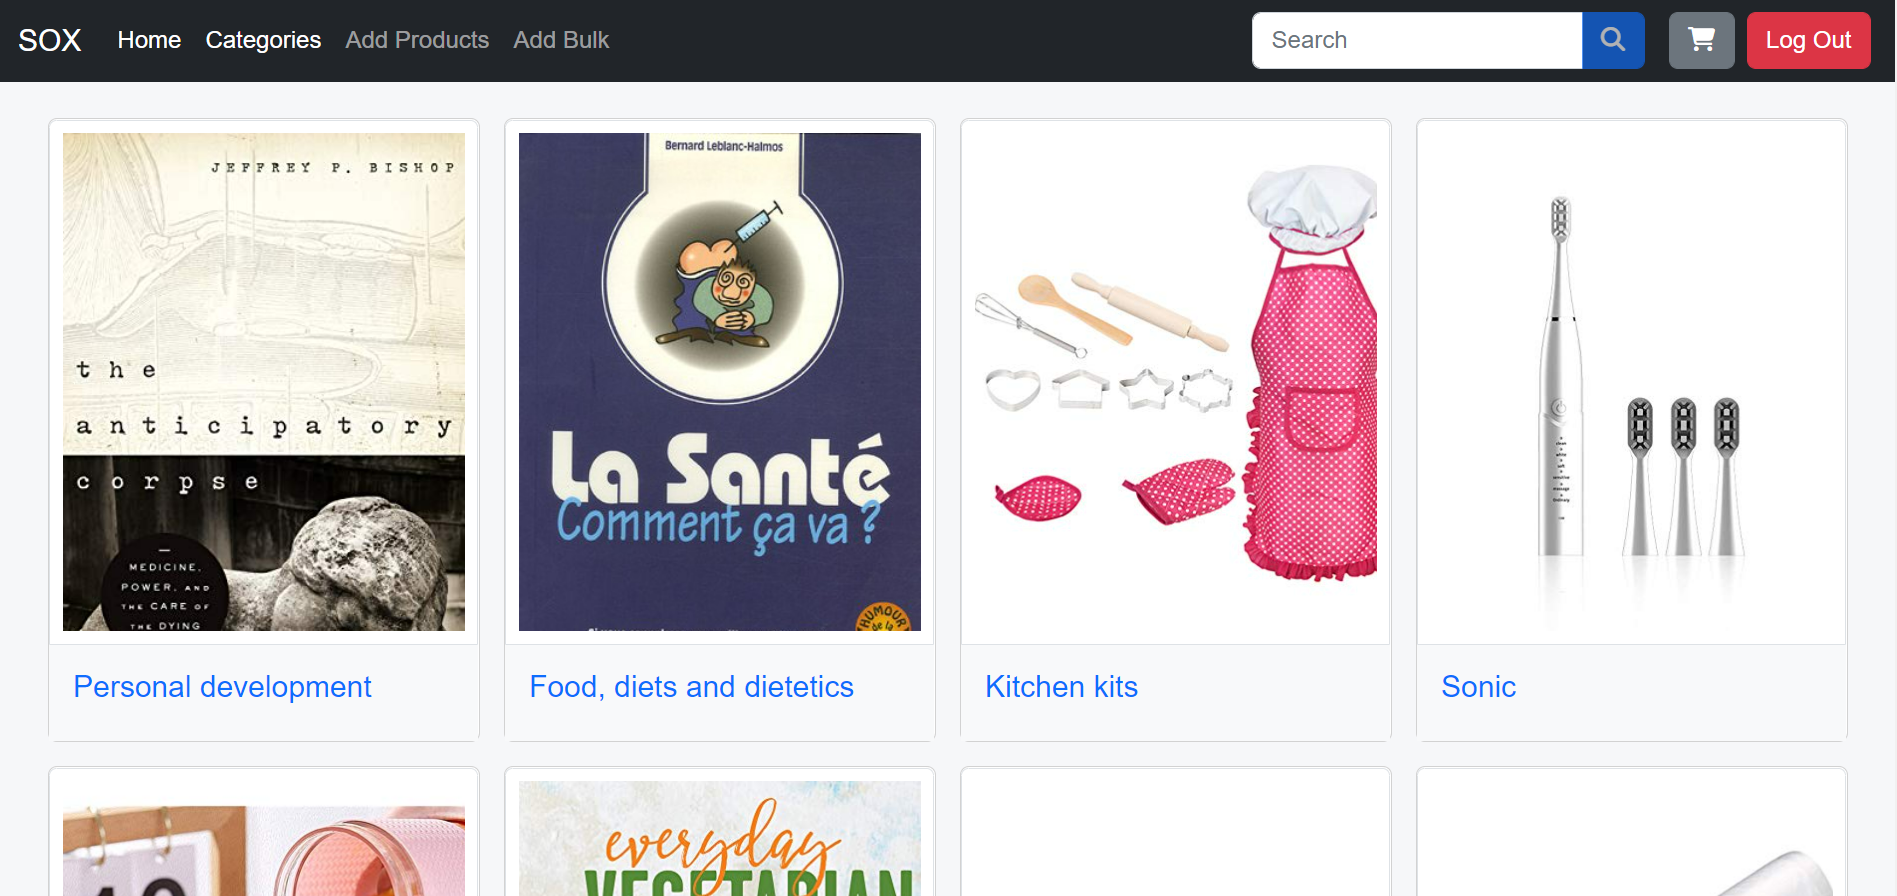 SOX Home Categories Add Products Add Bulk Search Log Out
JEFFREY P. BISHOP
the
anticipatory
corpse
MEDICINE,
POWER, AND
THE CARE OF
THE DYING
Bernard Leblanc-Halmos
La Santé
Comment ça va ?
HUMOUR
de la
Personal development
Food, diets and dietetics
Kitchen kits
Sonic
everyday
VEGETARIAN